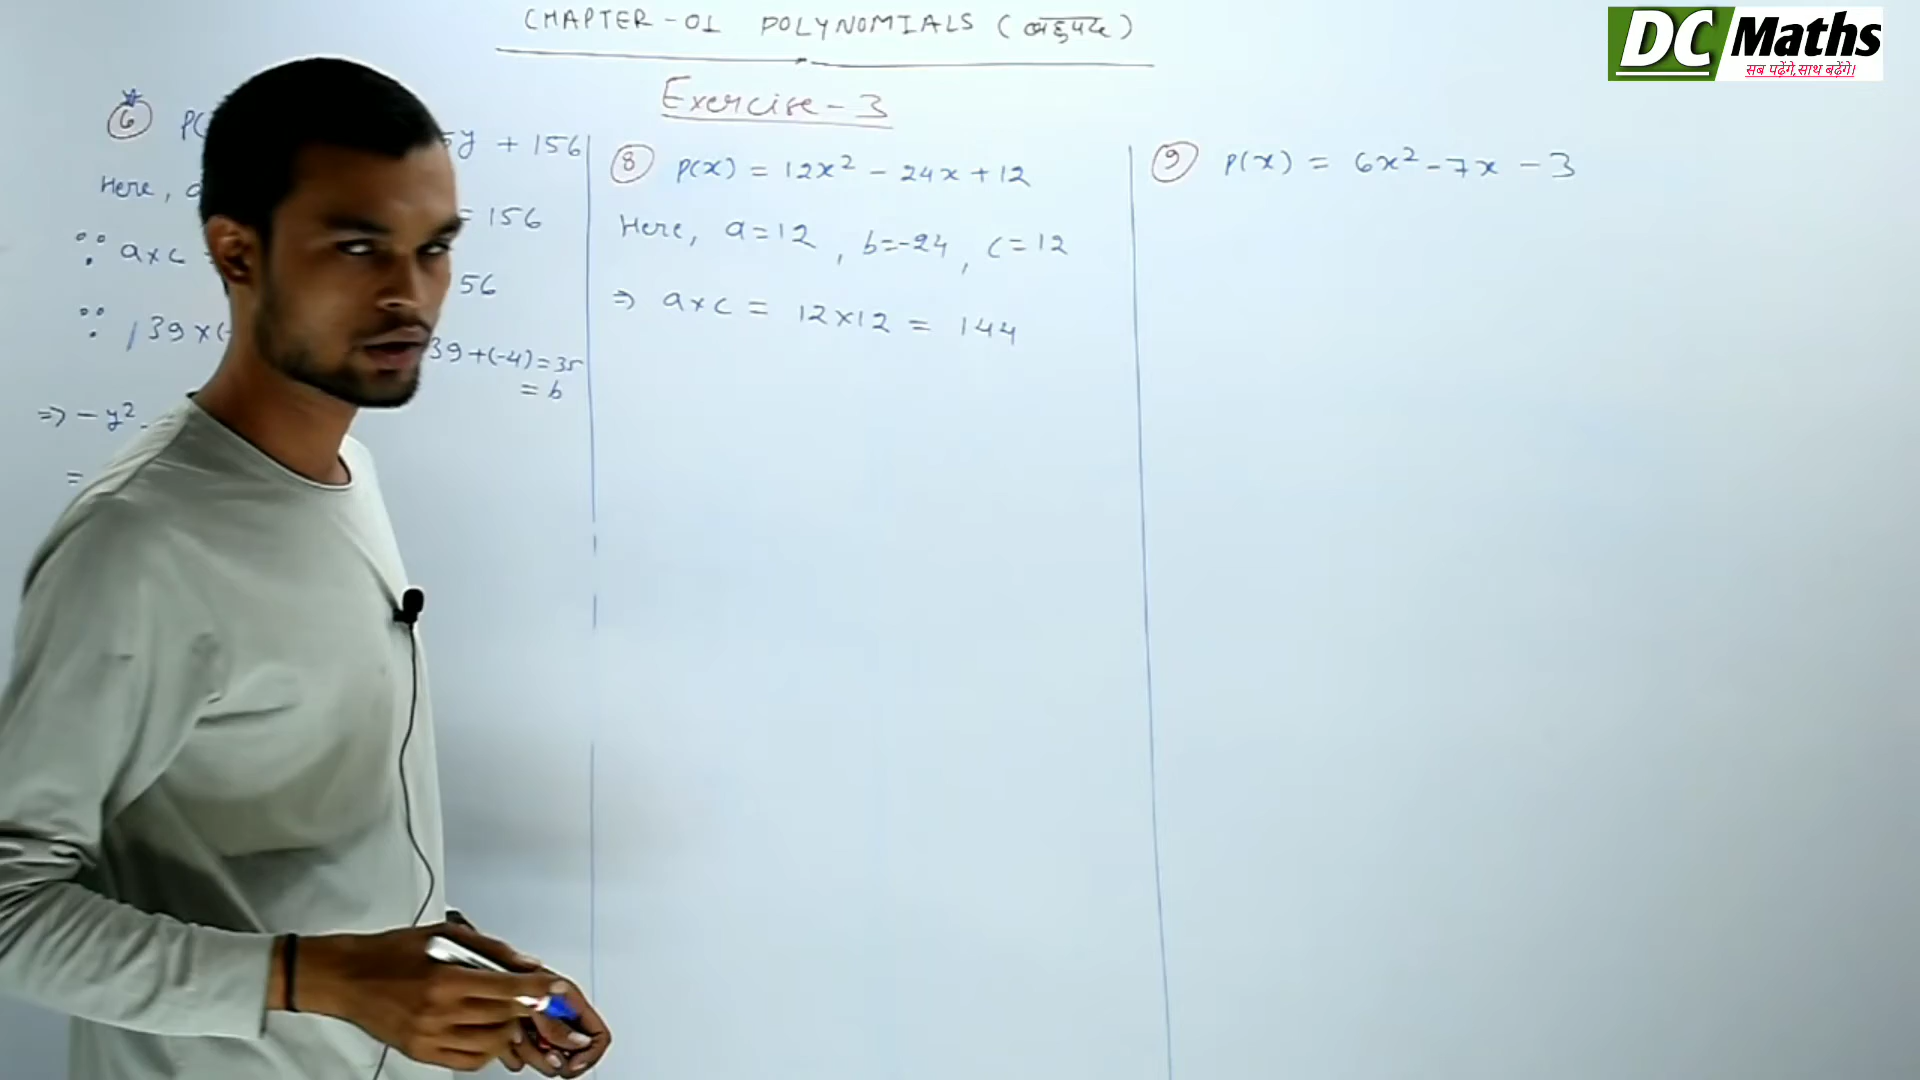 CHAPTER-01 POLYNOMIALS (बहुपद)
DC Maths
सब पढ़ेंगे, साथ बढ़ेंगे।
Exercise-3
6 P( y + 156
Here, = 156
∵ a×c 56
∵ 39×(- 39+(-4)=35
= b
⇒ -y² -
=
8 P(x) = 12x² - 24x + 12
Here, a=12, b=-24, c=12
⇒ a×c = 12×12 = 144
9 P(x) = 6x² - 7x - 3